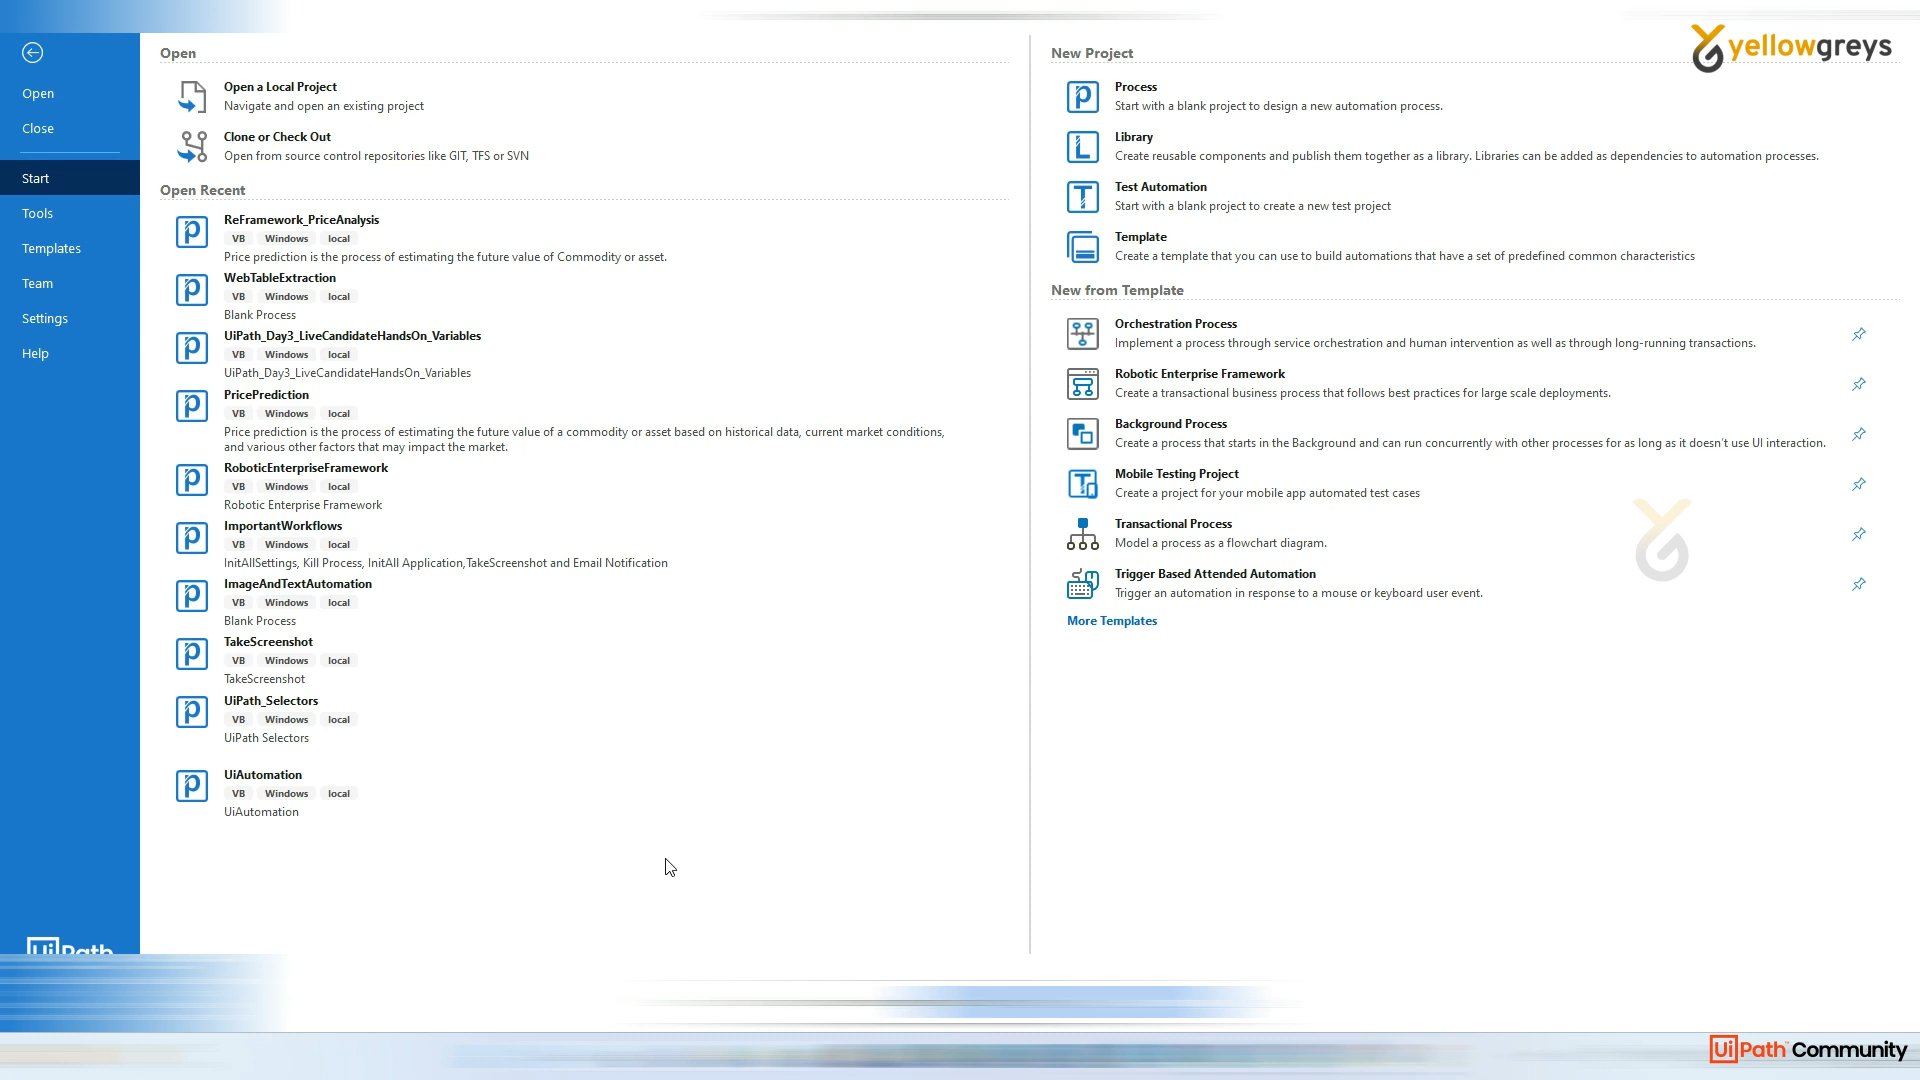 Open
Close
Start
Tools
Templates
Team
Settings
Help
UiPath
Open
Open a Local Project
Navigate and open an existing project
Clone or Check Out
Open from source control repositories like GIT, TFS or SVN
Open Recent
ReFramework_PriceAnalysis
VB Windows local
Price prediction is the process of estimating the future value of Commodity or asset.
WebTableExtraction
VB Windows local
Blank Process
UiPath_Day3_LiveCandidateHandsOn_Variables
VB Windows local
UiPath_Day3_LiveCandidateHandsOn_Variables
PricePrediction
VB Windows local
Price prediction is the process of estimating the future value of a commodity or asset based on historical data, current market conditions,
and various other factors that may impact the market.
RoboticEnterpriseFramework
VB Windows local
Robotic Enterprise Framework
ImportantWorkflows
VB Windows local
InitAllSettings, Kill Process, InitAll Application,TakeScreenshot and Email Notification
ImageAndTextAutomation
VB Windows local
Blank Process
TakeScreenshot
VB Windows local
TakeScreenshot
UiPath_Selectors
VB Windows local
UiPath Selectors
UiAutomation
VB Windows local
UiAutomation
New Project
yellowgreys
Process
Start with a blank project to design a new automation process.
Library
Create reusable components and publish them together as a library. Libraries can be added as dependencies to automation processes.
Test Automation
Start with a blank project to create a new test project
Template
Create a template that you can use to build automations that have a set of predefined common characteristics
New from Template
Orchestration Process
Implement a process through service orchestration and human intervention as well as through long-running transactions.
Robotic Enterprise Framework
Create a transactional business process that follows best practices for large scale deployments.
Background Process
Create a process that starts in the Background and can run concurrently with other processes for as long as it doesn't use UI interaction.
Mobile Testing Project
Create a project for your mobile app automated test cases
Transactional Process
Model a process as a flowchart diagram.
Trigger Based Attended Automation
Trigger an automation in response to a mouse or keyboard user event.
More Templates
UiPath Community